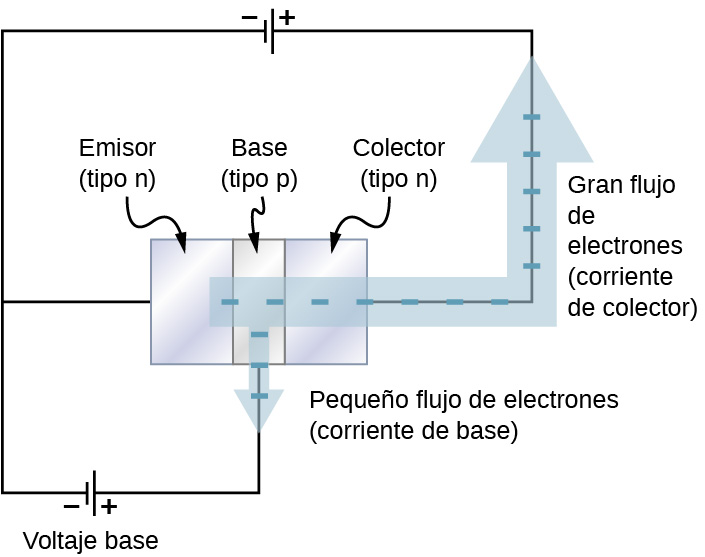 − +
Emisor
(tipo n)
Base
(tipo p)
Colector
(tipo n)
Gran flujo
de
electrones
(corriente
de colector)
Pequeño flujo de electrones
(corriente de base)
− +
Voltaje base